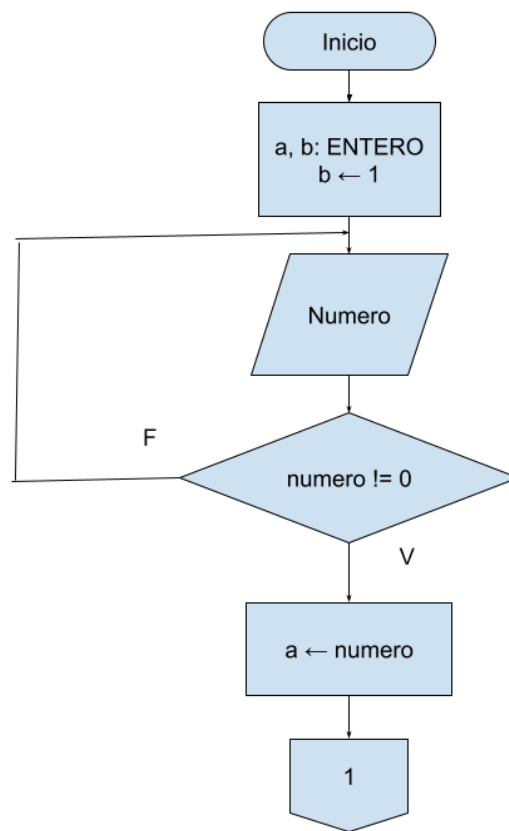 Inicio
a, b: ENTERO
b ← 1
Numero
F
numero != 0
V
a ← numero
1